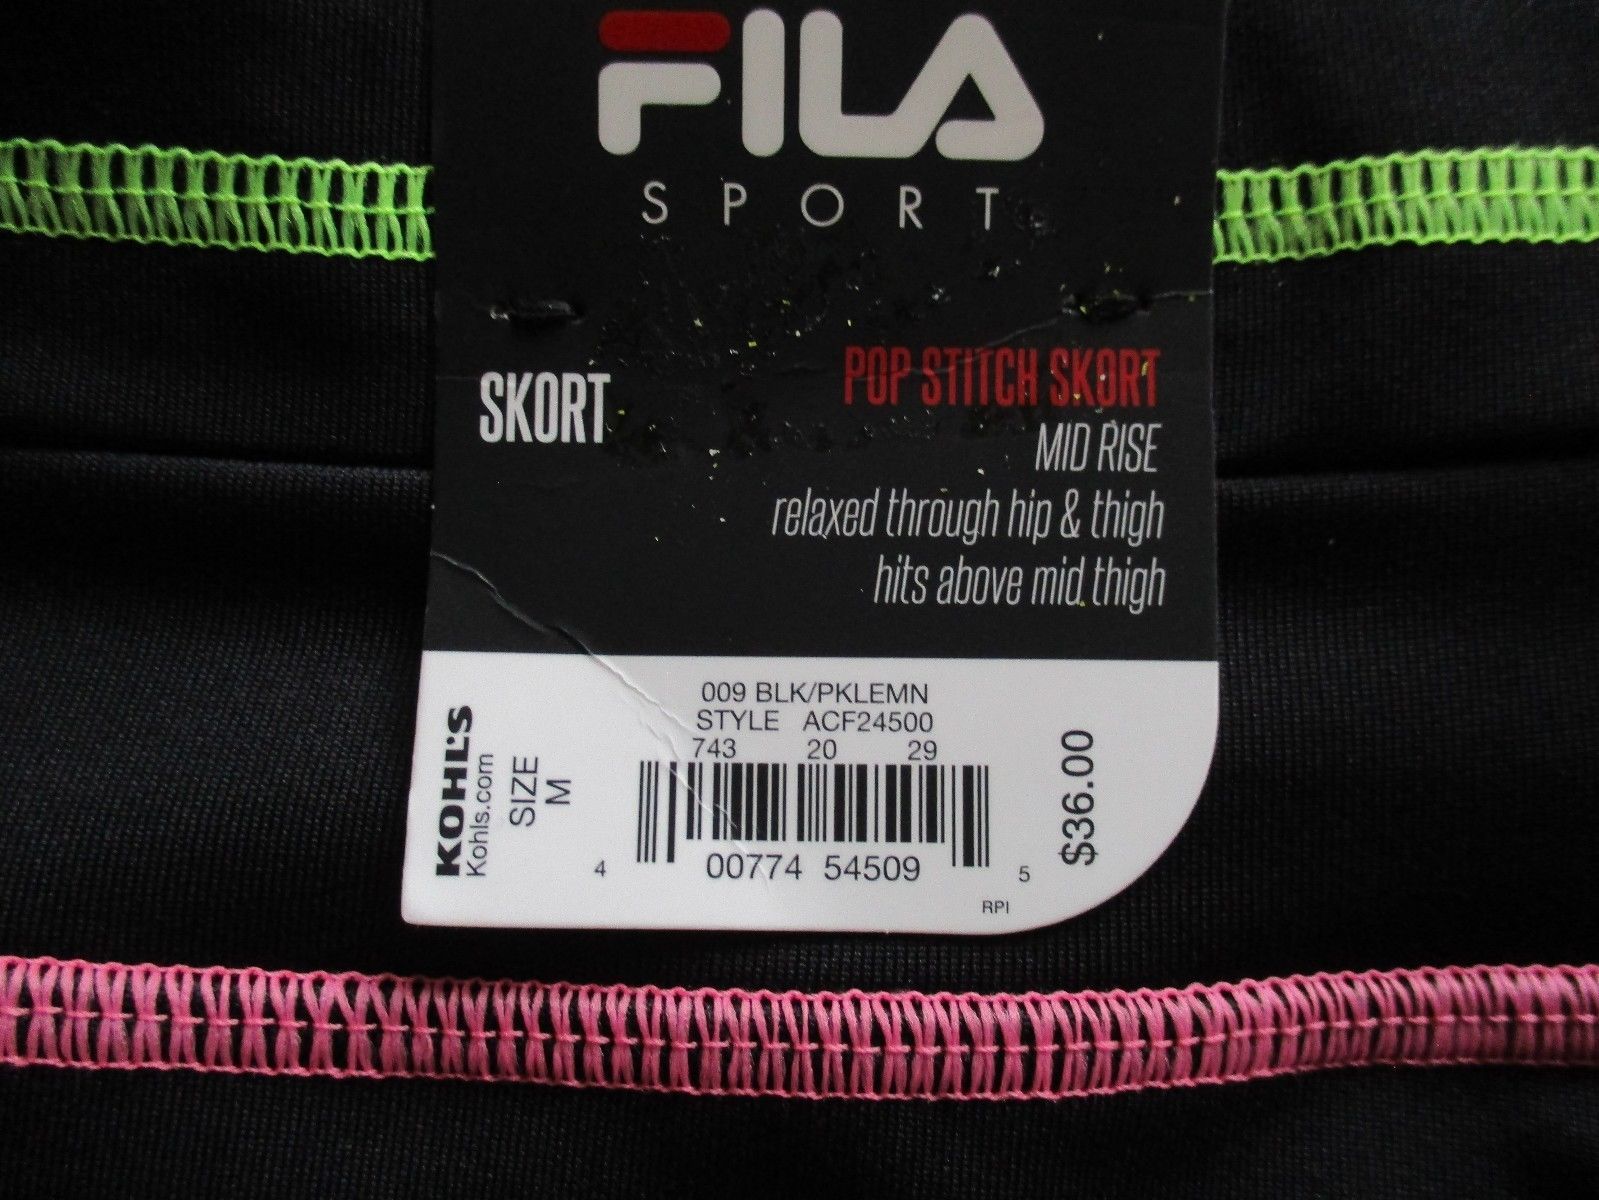 FILA
SPORT
SKORT
POP STITCH SKORT
MID RISE
relaxed through hip & thigh
hits above mid thigh
009 BLK/PKLEMN
STYLE ACF24500
743 20 29
KOHL'S
Kohls.com
SIZE
M
4 00774 54509 5
$36.00
RPI